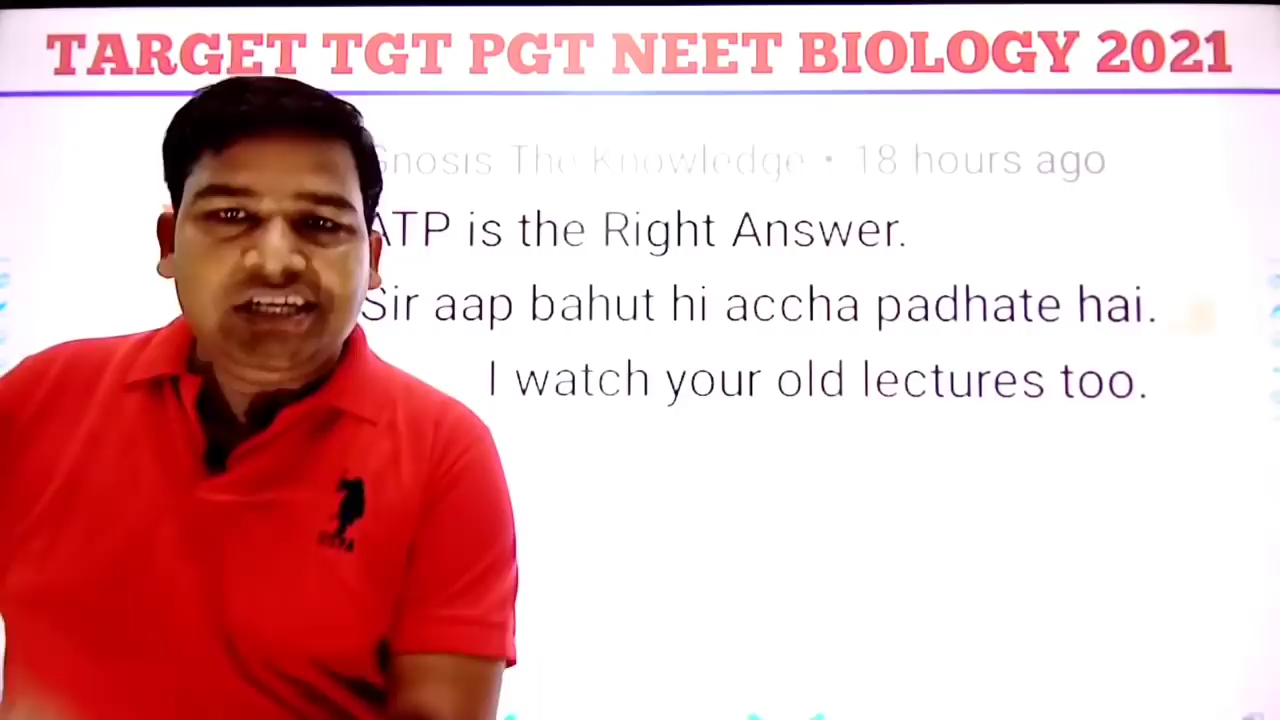 TARGET TGT PGT NEET BIOLOGY 2021
Gnosis The Knowledge • 18 hours ago
ATP is the Right Answer.
Sir aap bahut hi accha padhate hai.
I watch your old lectures too.